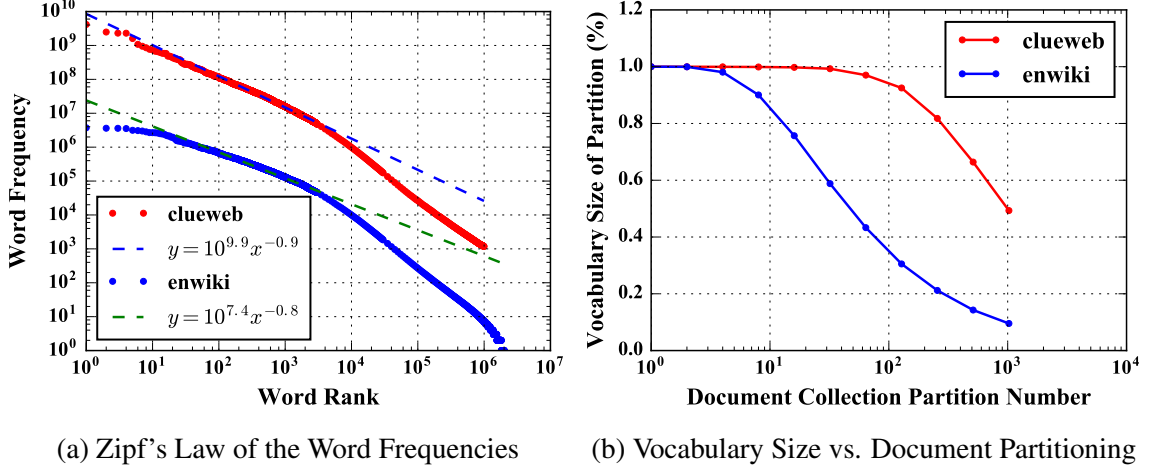 10^10
10^9
10^8
10^7
10^6
10^5
10^4
10^3
10^2
10^1
10^0
Word Frequency
clueweb
y = 10^9.9 x^−0.9
enwiki
y = 10^7.4 x^−0.8
10^0 10^1 10^2 10^3 10^4 10^5 10^6 10^7
Word Rank
(a) Zipf's Law of the Word Frequencies
1.2
1.0
0.8
0.6
0.4
0.2
0.0
Vocabulary Size of Partition (%)
clueweb
enwiki
10^0 10^1 10^2 10^3 10^4
Document Collection Partition Number
(b) Vocabulary Size vs. Document Partitioning